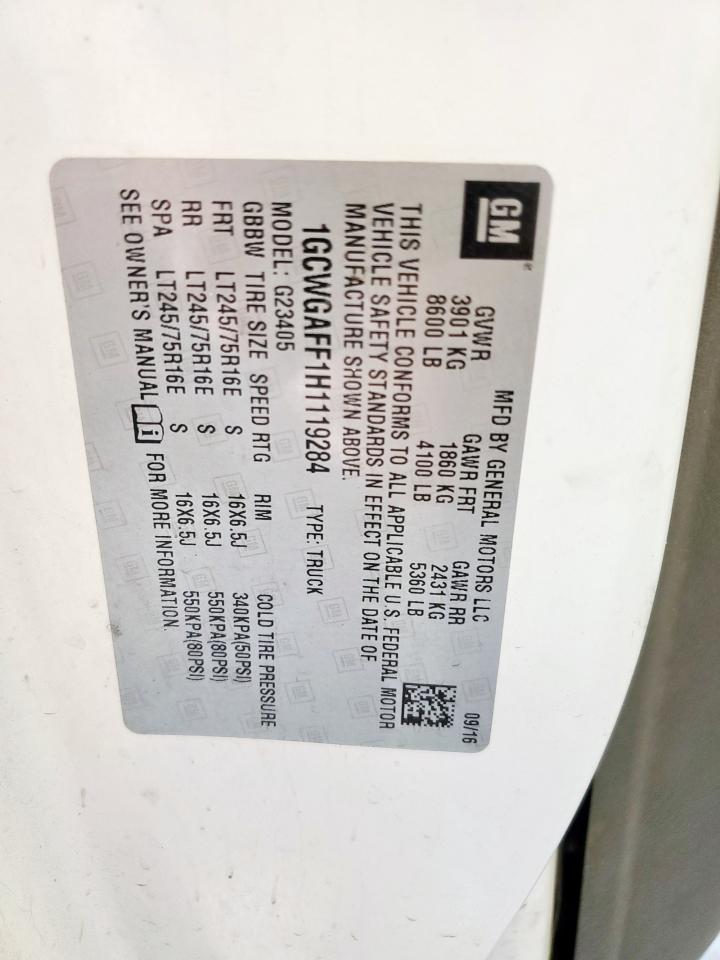 GM®
MFD BY GENERAL MOTORS LLC 09/16
GVWR GAWR FRT GAWR RR
3901 KG 1860 KG 2431 KG
8600 LB 4100 LB 5360 LB
THIS VEHICLE CONFORMS TO ALL APPLICABLE U.S. FEDERAL MOTOR
VEHICLE SAFETY STANDARDS IN EFFECT ON THE DATE OF
MANUFACTURE SHOWN ABOVE.
1GCWGAFF1H1119284 TYPE: TRUCK
MODEL: G23405
GBBW TIRE SIZE SPEED RTG RIM COLD TIRE PRESSURE
FRT LT245/75R16E S 16X6.5J 340KPA(50PSI)
RR LT245/75R16E S 16X6.5J 550KPA(80PSI)
SPA LT245/75R16E S 16X6.5J 550KPA(80PSI)
SEE OWNER'S MANUAL i FOR MORE INFORMATION.